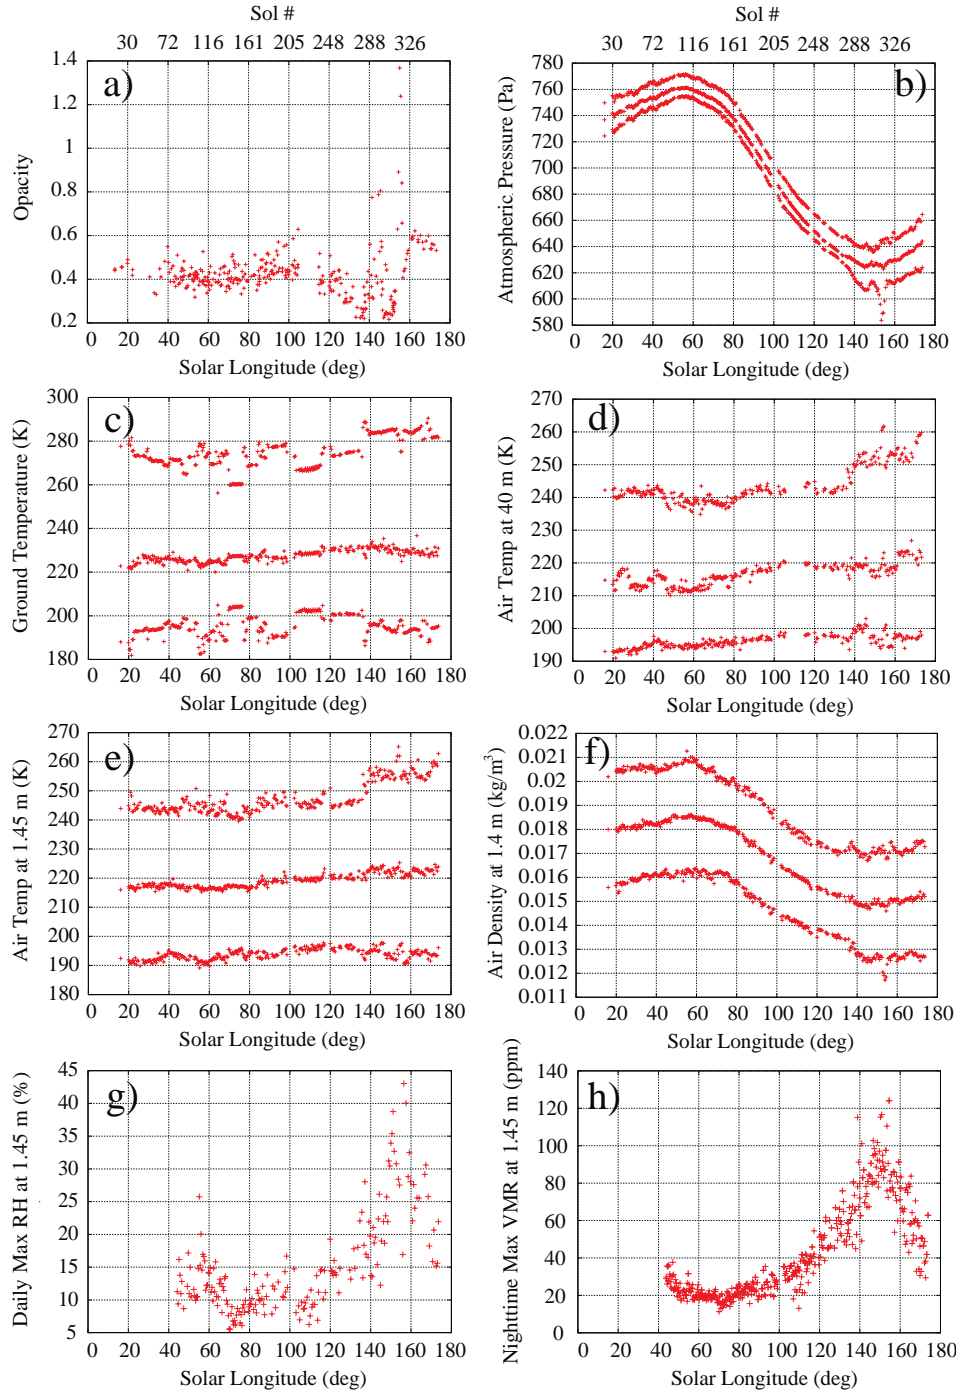 Sol #
30 72 116 161 205 248 288 326
a)
1.4
1.2
1
0.8
0.6
0.4
0.2
Opacity
0 20 40 60 80 100 120 140 160 180
Solar Longitude (deg)
Sol #
30 72 116 161 205 248 288 326
b)
780
760
740
720
700
680
660
640
620
600
580
Atmospheric Pressure (Pa)
0 20 40 60 80 100 120 140 160 180
Solar Longitude (deg)
c)
300
280
260
240
220
200
180
Ground Temperature (K)
0 20 40 60 80 100 120 140 160 180
Solar Longitude (deg)
d)
270
260
250
240
230
220
210
200
190
Air Temp at 40 m (K)
0 20 40 60 80 100 120 140 160 180
Solar Longitude (deg)
e)
270
260
250
240
230
220
210
200
190
180
Air Temp at 1.45 m (K)
0 20 40 60 80 100 120 140 160 180
Solar Longitude (deg)
f)
0.022
0.021
0.02
0.019
0.018
0.017
0.016
0.015
0.014
0.013
0.012
0.011
Air Density at 1.4 m (kg/m³)
0 20 40 60 80 100 120 140 160 180
Solar Longitude (deg)
g)
45
40
35
30
25
20
15
10
5
Daily Max RH at 1.45 m (%)
0 20 40 60 80 100 120 140 160 180
Solar Longitude (deg)
h)
140
120
100
80
60
40
20
0
Nighttime Max VMR at 1.45 m (ppm)
0 20 40 60 80 100 120 140 160 180
Solar Longitude (deg)